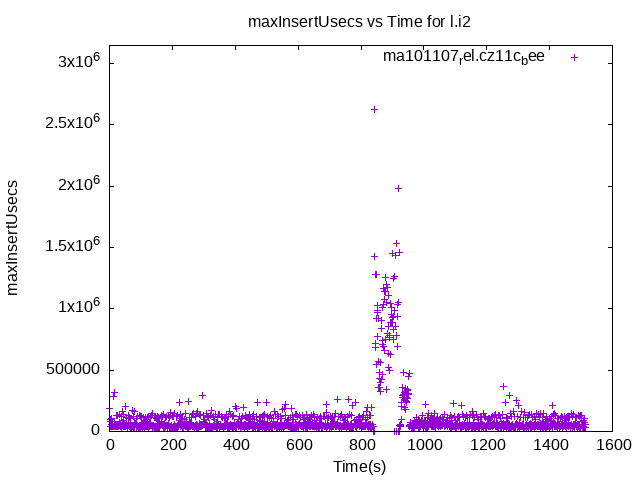 maxInsertUsecs vs Time for l.i2
ma101107_rel.cz11c_bee
3x10^6
2.5x10^6
2x10^6
1.5x10^6
1x10^6
500000
0
maxInsertUsecs
0 200 400 600 800 1000 1200 1400 1600
Time(s)